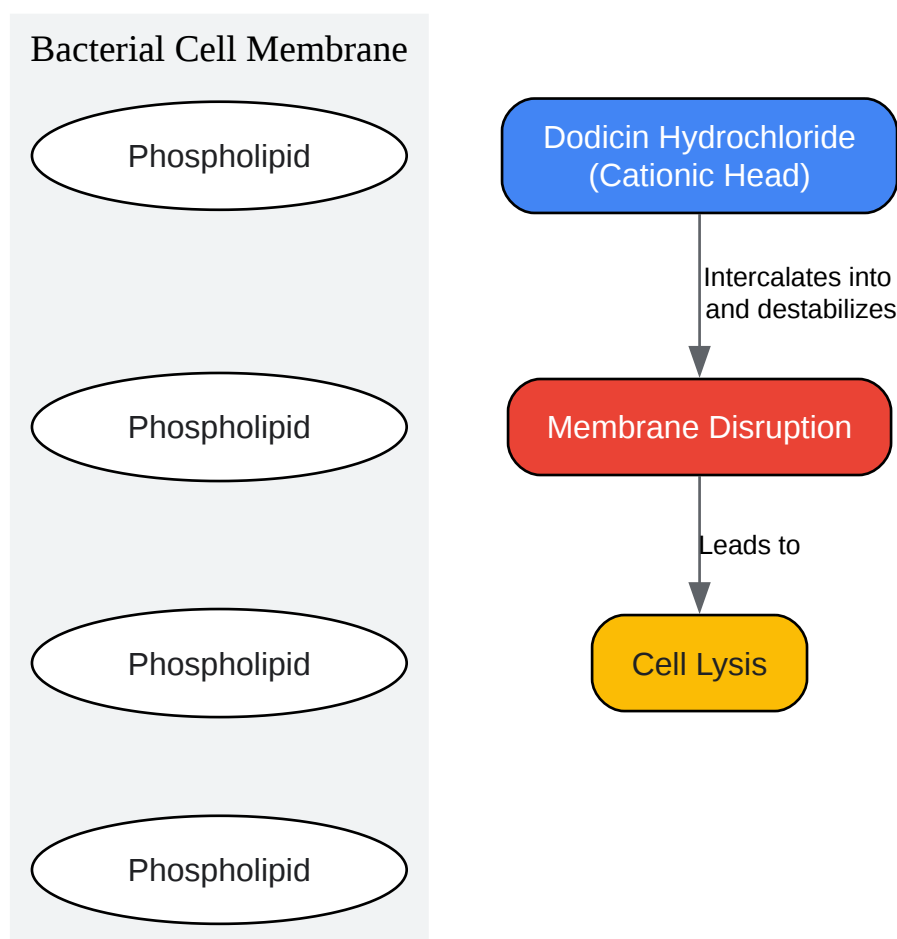 Bacterial Cell Membrane
Phospholipid
Phospholipid
Phospholipid
Phospholipid
Dodicin Hydrochloride
(Cationic Head)
Intercalates into
and destabilizes
Membrane Disruption
Leads to
Cell Lysis